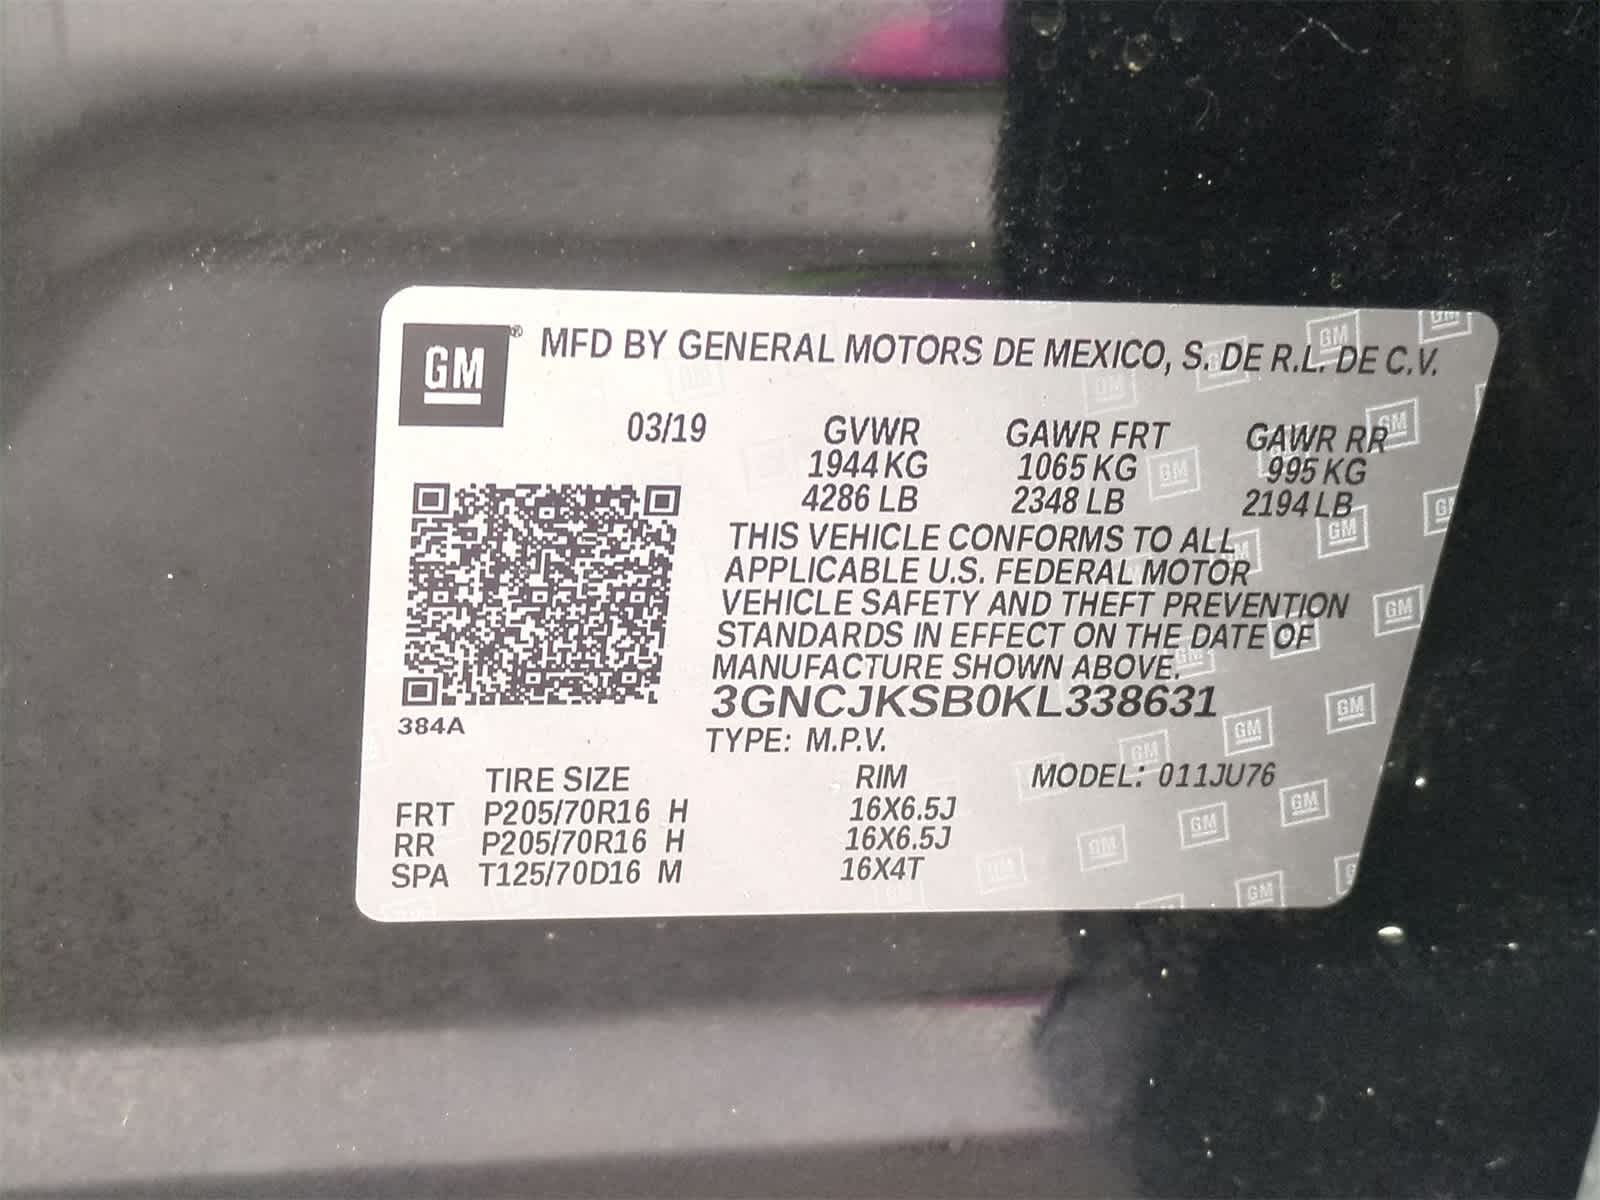 GM ® MFD BY GENERAL MOTORS DE MEXICO, S. DE R.L. DE C.V.
03/19 GVWR GAWR FRT GAWR RR
1944 KG 1065 KG 995 KG
4286 LB 2348 LB 2194 LB
THIS VEHICLE CONFORMS TO ALL
APPLICABLE U.S. FEDERAL MOTOR
VEHICLE SAFETY AND THEFT PREVENTION
STANDARDS IN EFFECT ON THE DATE OF
MANUFACTURE SHOWN ABOVE.
3GNCJKSB0KL338631
384A
TYPE: M.P.V.
TIRE SIZE RIM MODEL: 011JU76
FRT P205/70R16 H 16X6.5J
RR P205/70R16 H 16X6.5J
SPA T125/70D16 M 16X4T